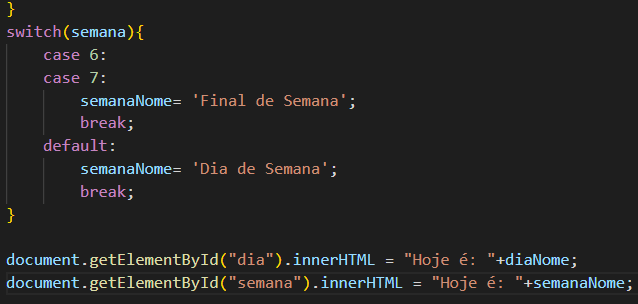 }
switch(semana){
    case 6:
    case 7:
        semanaNome= 'Final de Semana';
        break;
    default:
        semanaNome= 'Dia de Semana';
        break;
}

document.getElementById("dia").innerHTML = "Hoje é: "+diaNome;
document.getElementById("semana").innerHTML = "Hoje é: "+semanaNome;